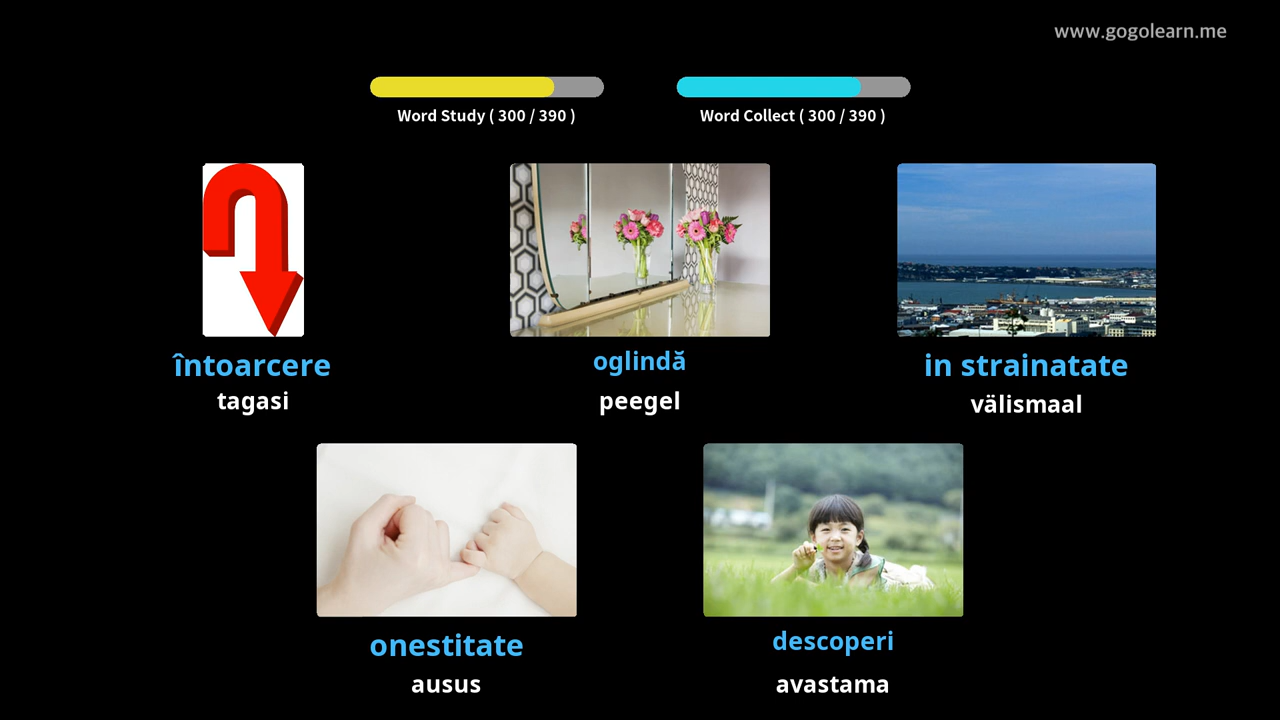 www.gogolearn.me
Word Study ( 300 / 390 )
Word Collect ( 300 / 390 )
întoarcere
tagasi
oglindă
peegel
in strainatate
välismaal
onestitate
ausus
descoperi
avastama